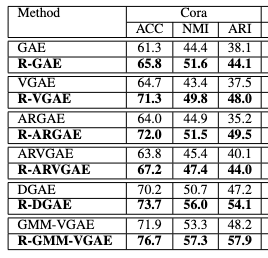 Method Cora
ACC NMI ARI
GAE 61.3 44.4 38.1
R-GAE 65.8 51.6 44.1
VGAE 64.7 43.4 37.5
R-VGAE 71.3 49.8 48.0
ARGAE 64.0 44.9 35.2
R-ARGAE 72.0 51.5 49.5
ARVGAE 63.8 45.4 40.1
R-ARVGAE 67.2 47.4 44.0
DGAE 70.2 50.7 47.2
R-DGAE 73.7 56.0 54.1
GMM-VGAE 71.9 53.3 48.2
R-GMM-VGAE 76.7 57.3 57.9